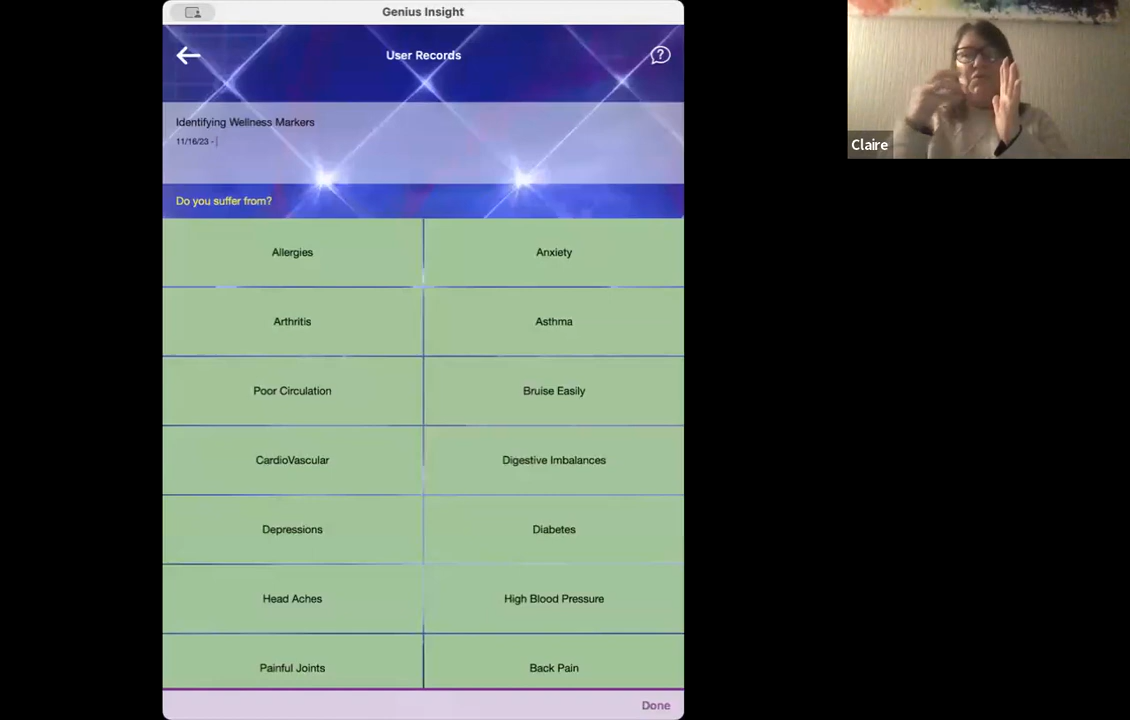 Genius Insight
User Records
Identifying Wellness Markers
11/16/23 -
Do you suffer from?
Allergies
Anxiety
Arthritis
Asthma
Poor Circulation
Bruise Easily
CardioVascular
Digestive Imbalances
Depressions
Diabetes
Head Aches
High Blood Pressure
Painful Joints
Back Pain
Done
Claire